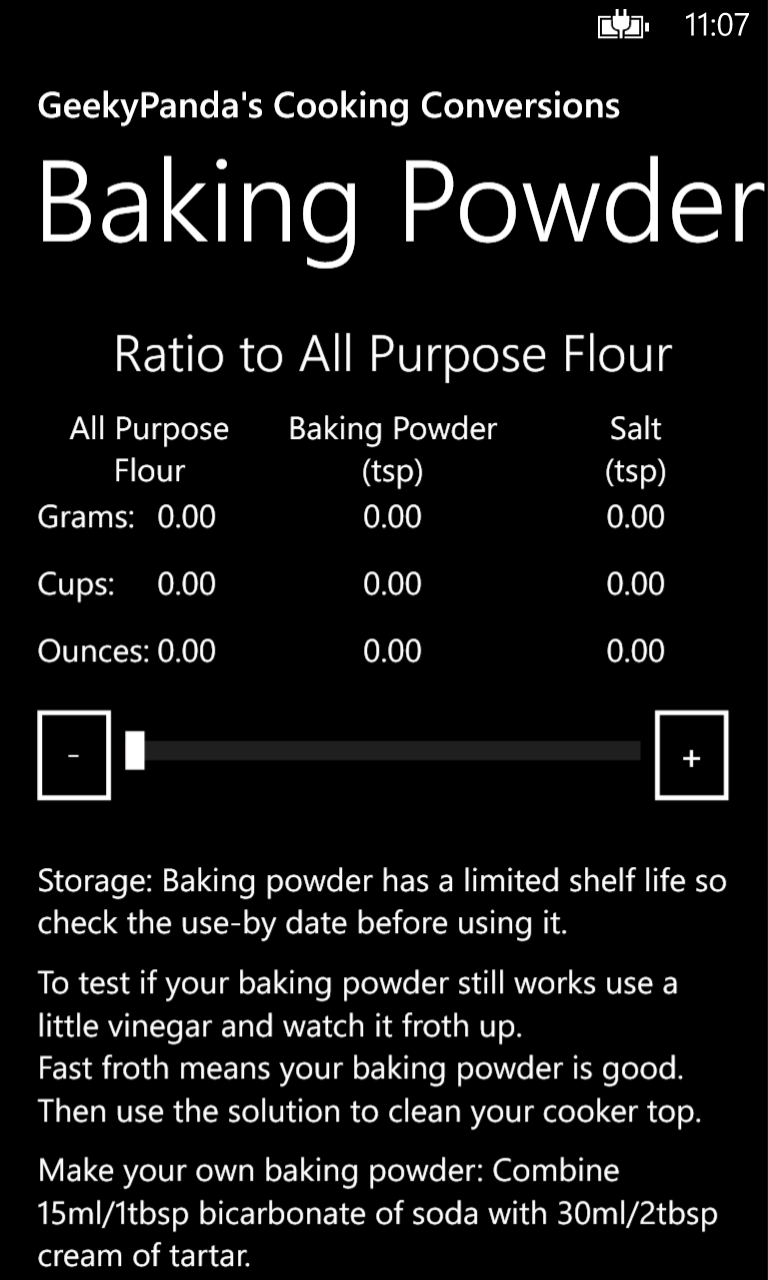 11:07
GeekyPanda's Cooking Conversions
Baking Powder
Ratio to All Purpose Flour
All Purpose Baking Powder Salt
Flour (tsp) (tsp)
Grams: 0.00 0.00 0.00
Cups: 0.00 0.00 0.00
Ounces: 0.00 0.00 0.00
- +
Storage: Baking powder has a limited shelf life so
check the use-by date before using it.
To test if your baking powder still works use a
little vinegar and watch it froth up.
Fast froth means your baking powder is good.
Then use the solution to clean your cooker top.
Make your own baking powder: Combine
15ml/1tbsp bicarbonate of soda with 30ml/2tbsp
cream of tartar.